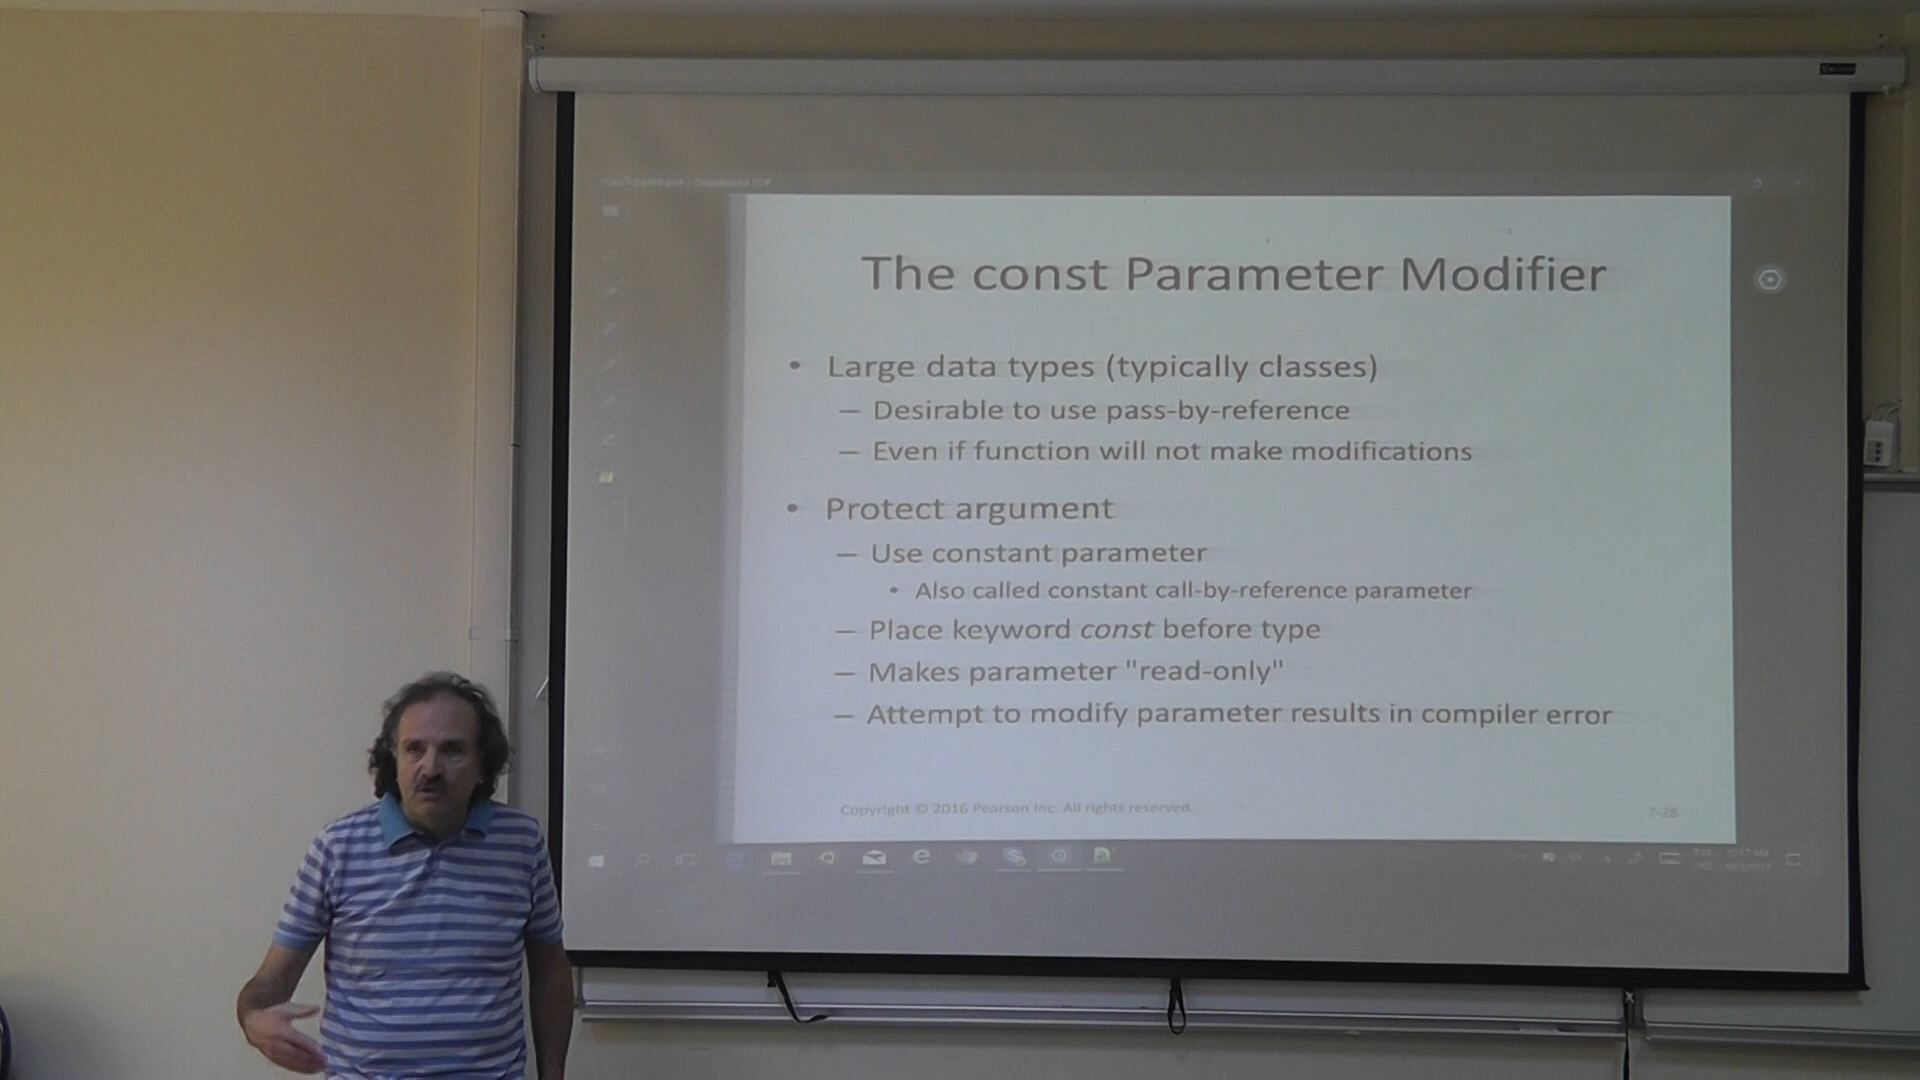 The const Parameter Modifier
• Large data types (typically classes)
– Desirable to use pass-by-reference
– Even if function will not make modifications
• Protect argument
– Use constant parameter
• Also called constant call-by-reference parameter
– Place keyword const before type
– Makes parameter "read-only"
– Attempt to modify parameter results in compiler error
Copyright © 2016 Pearson Inc. All rights reserved.
7-28